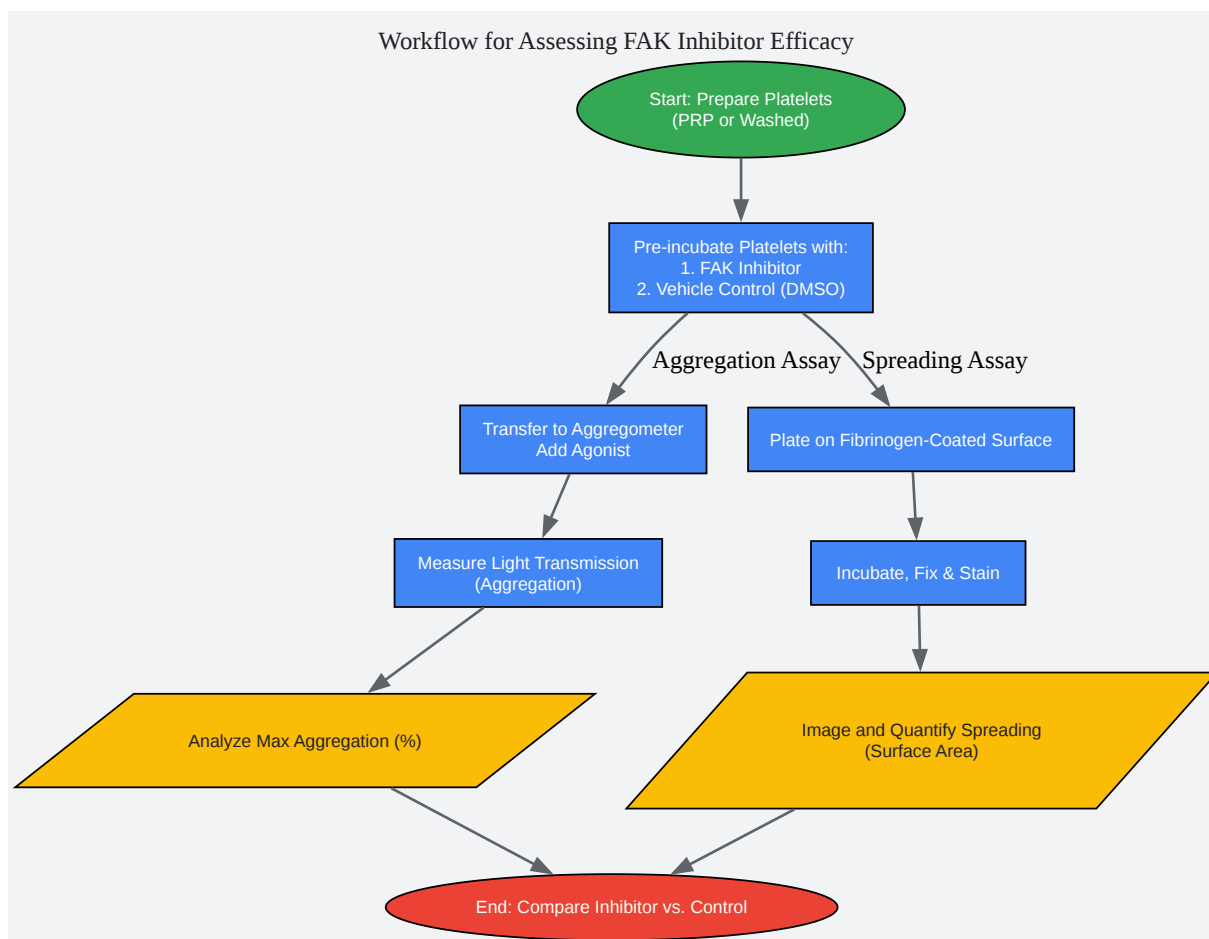 Workflow for Assessing FAK Inhibitor Efficacy
Start: Prepare Platelets
(PRP or Washed)
Pre-incubate Platelets with:
1. FAK Inhibitor
2. Vehicle Control (DMSO)
Aggregation Assay
Spreading Assay
Transfer to Aggregometer
Add Agonist
Plate on Fibrinogen-Coated Surface
Measure Light Transmission
(Aggregation)
Incubate, Fix & Stain
Analyze Max Aggregation (%)
Image and Quantify Spreading
(Surface Area)
End: Compare Inhibitor vs. Control